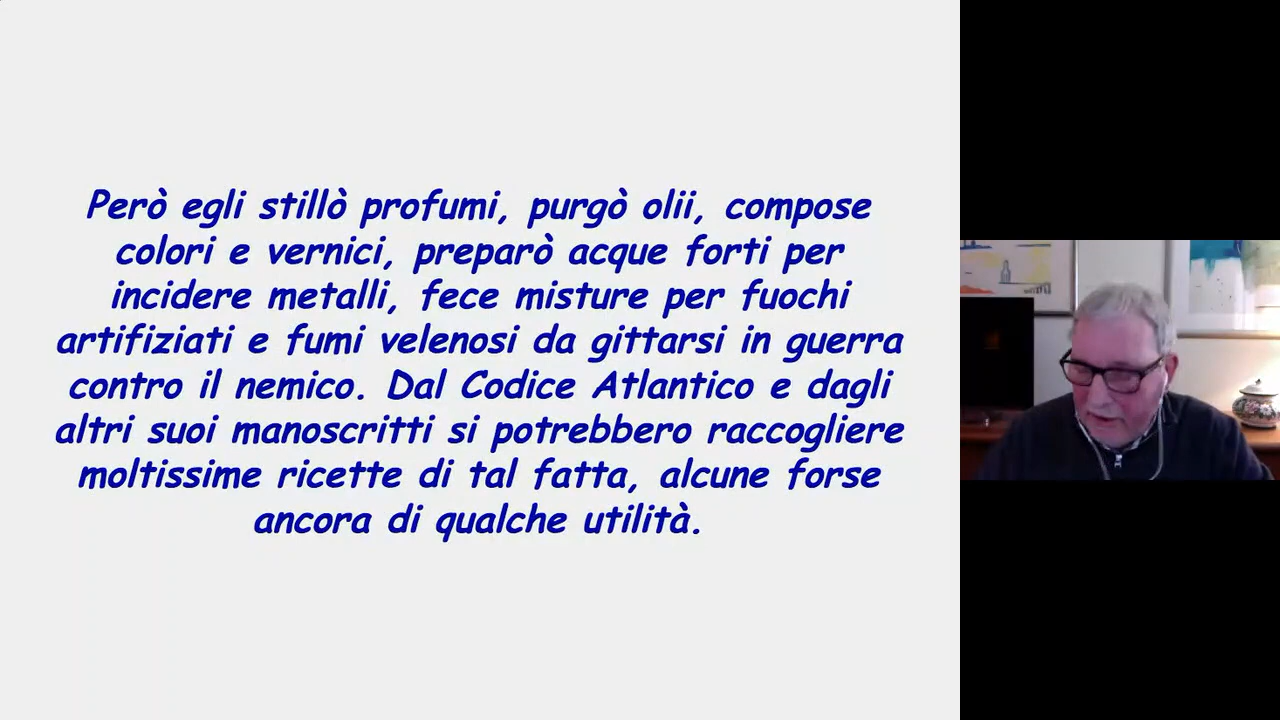 Però egli stillò profumi, purgò olii, compose
colori e vernici, preparò acque forti per
incidere metalli, fece misture per fuochi
artifiziati e fumi velenosi da gittarsi in guerra
contro il nemico. Dal Codice Atlantico e dagli
altri suoi manoscritti si potrebbero raccogliere
moltissime ricette di tal fatta, alcune forse
ancora di qualche utilità.